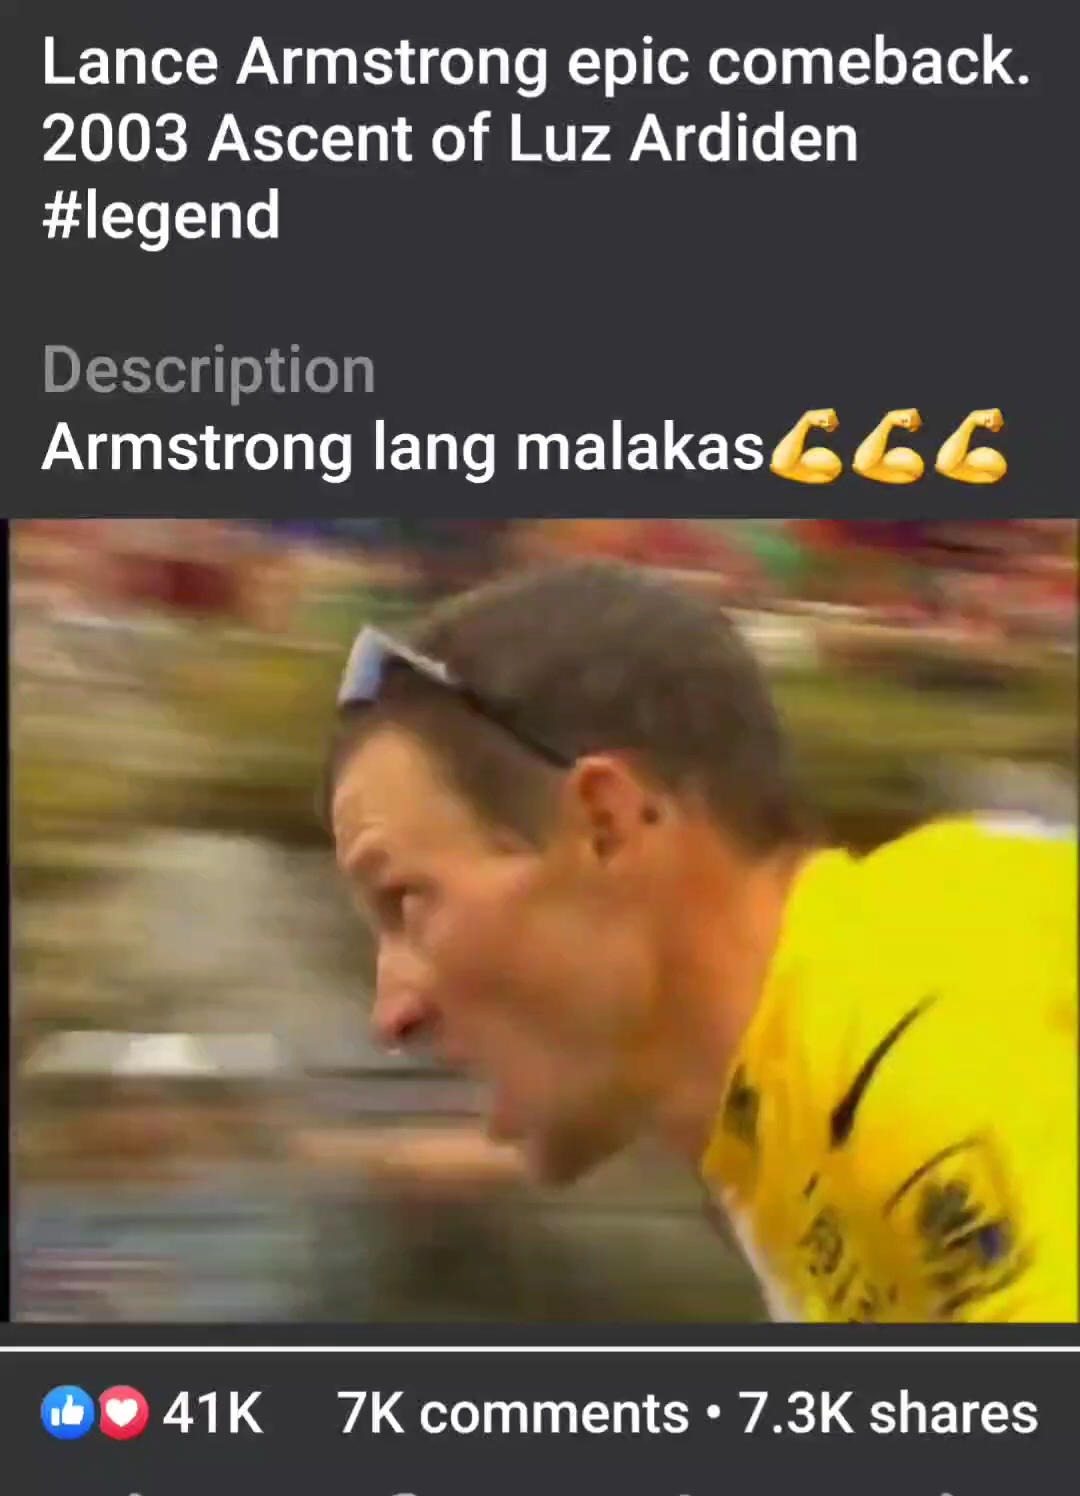 Lance Armstrong epic comeback.
2003 Ascent of Luz Ardiden
#legend
Description
Armstrong lang malakas💪💪💪
41K 7K comments • 7.3K shares